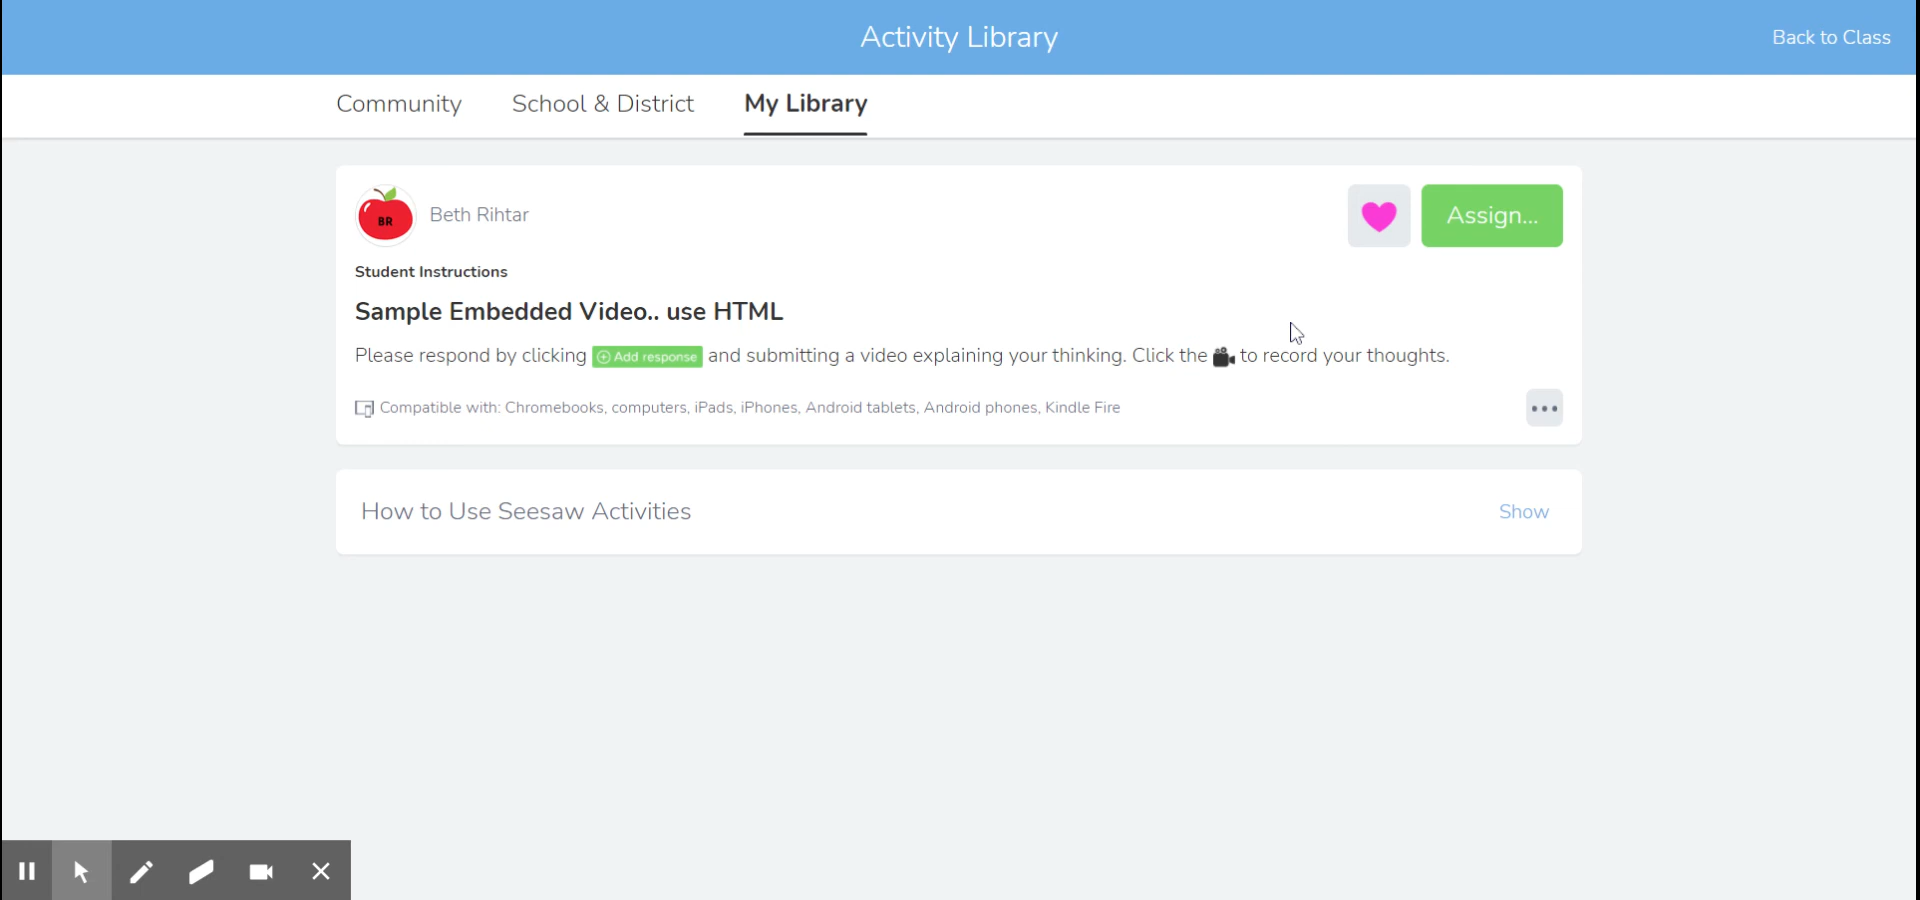 Activity Library
Back to Class
Community School & District My Library
BR
Beth Rihtar
Assign...
Student Instructions
Sample Embedded Video.. use HTML
Please respond by clicking Add response and submitting a video explaining your thinking. Click the to record your thoughts.
Compatible with: Chromebooks, computers, iPads, iPhones, Android tablets, Android phones, Kindle Fire
How to Use Seesaw Activities
Show